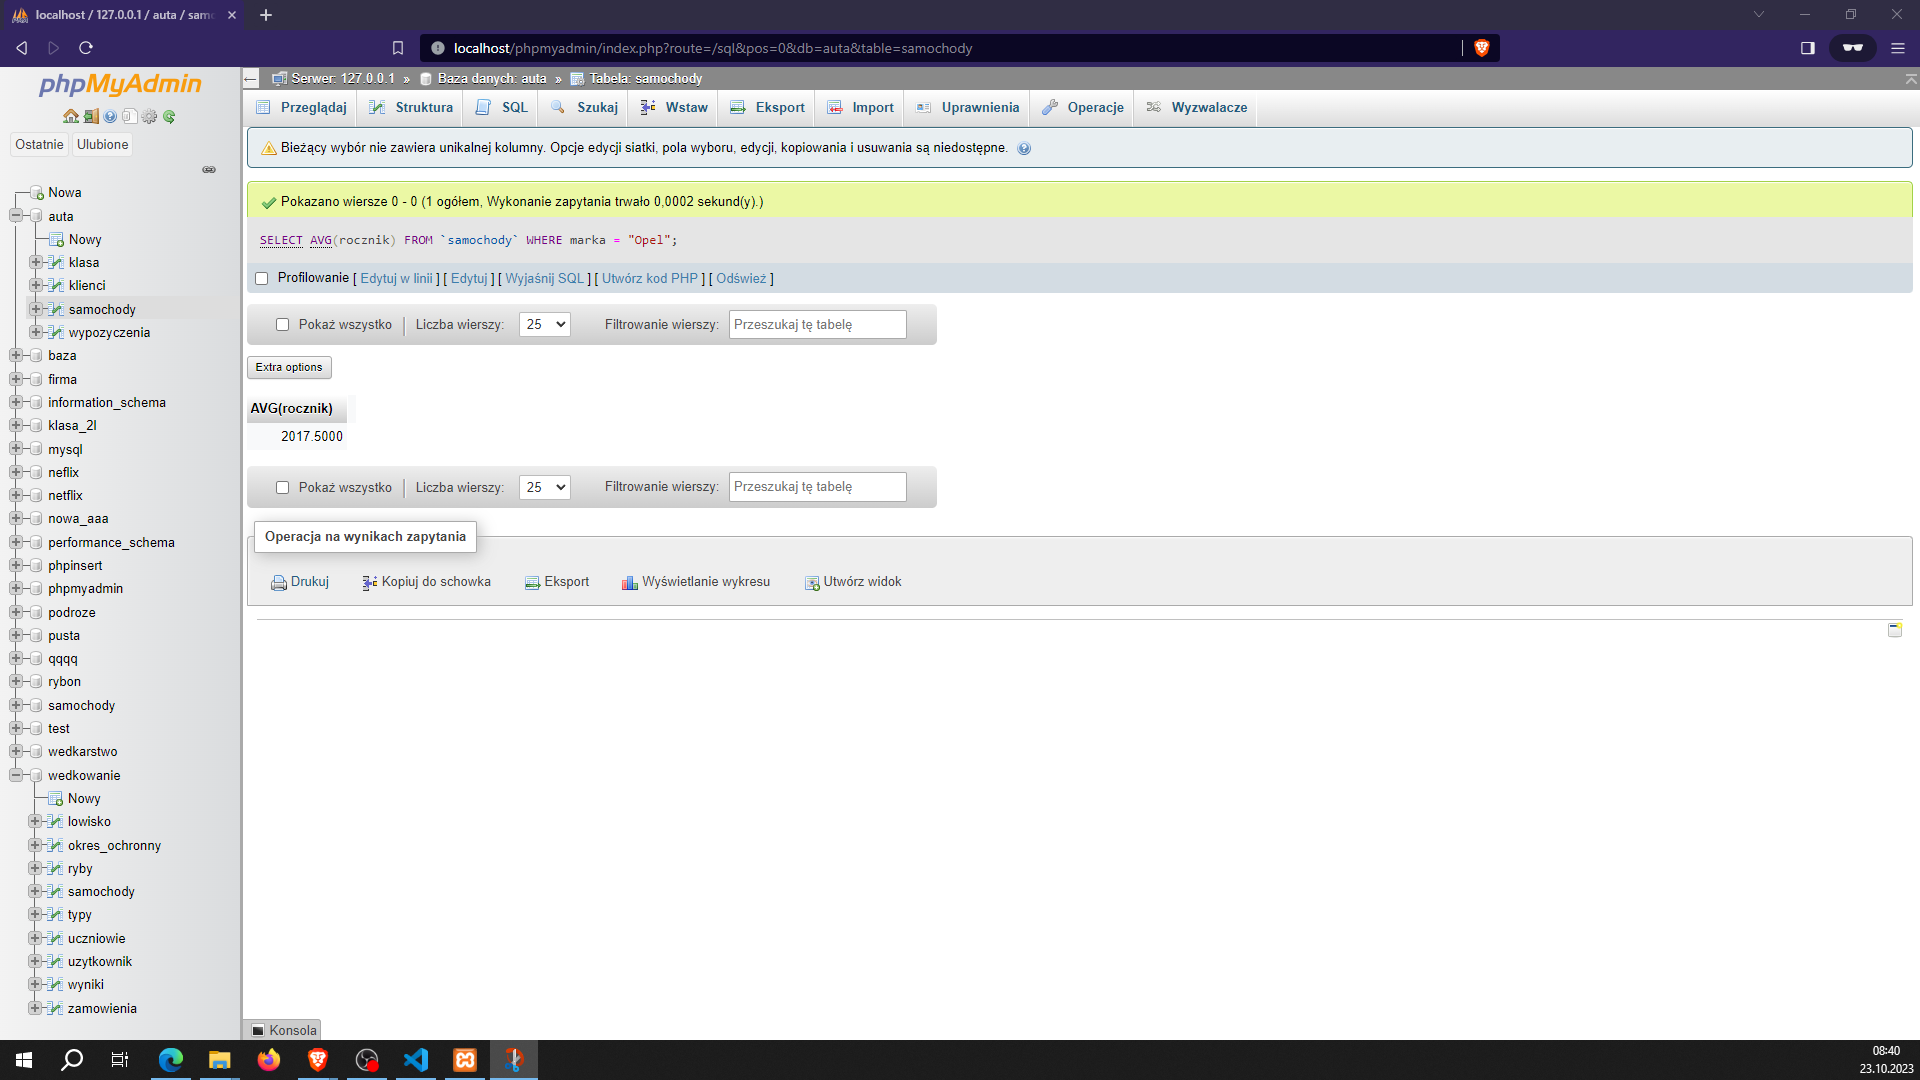 localhost / 127.0.0.1 / auta / samo
localhost/phpmyadmin/index.php?route=/sql&pos=0&db=auta&table=samochody
phpMyAdmin
Ostatnie Ulubione
Nowa
auta
Nowy
klasa
klienci
samochody
wypozyczenia
baza
firma
information_schema
klasa_2l
mysql
neflix
netflix
nowa_aaa
performance_schema
phpinsert
phpmyadmin
podroze
pusta
qqqq
rybon
samochody
test
wedkarstwo
wedkowanie
Nowy
lowisko
okres_ochronny
ryby
samochody
typy
uczniowie
uzytkownik
wyniki
zamowienia
Serwer: 127.0.0.1 » Baza danych: auta » Tabela: samochody
Przeglądaj Struktura SQL Szukaj Wstaw Eksport Import Uprawnienia Operacje Wyzwalacze
Bieżący wybór nie zawiera unikalnej kolumny. Opcje edycji siatki, pola wyboru, edycji, kopiowania i usuwania są niedostępne.
Pokazano wiersze 0 - 0 (1 ogółem, Wykonanie zapytania trwało 0,0002 sekund(y).)
SELECT AVG(rocznik) FROM `samochody` WHERE marka = "Opel";
Profilowanie [ Edytuj w linii ] [ Edytuj ] [ Wyjaśnij SQL ] [ Utwórz kod PHP ] [ Odśwież ]
Pokaż wszystko Liczba wierszy: 25 Filtrowanie wierszy: Przeszukaj tę tabelę
Extra options
AVG(rocznik)
2017.5000
Pokaż wszystko Liczba wierszy: 25 Filtrowanie wierszy: Przeszukaj tę tabelę
Operacja na wynikach zapytania
Drukuj Kopiuj do schowka Eksport Wyświetlanie wykresu Utwórz widok
Konsola
08:40
23.10.2023